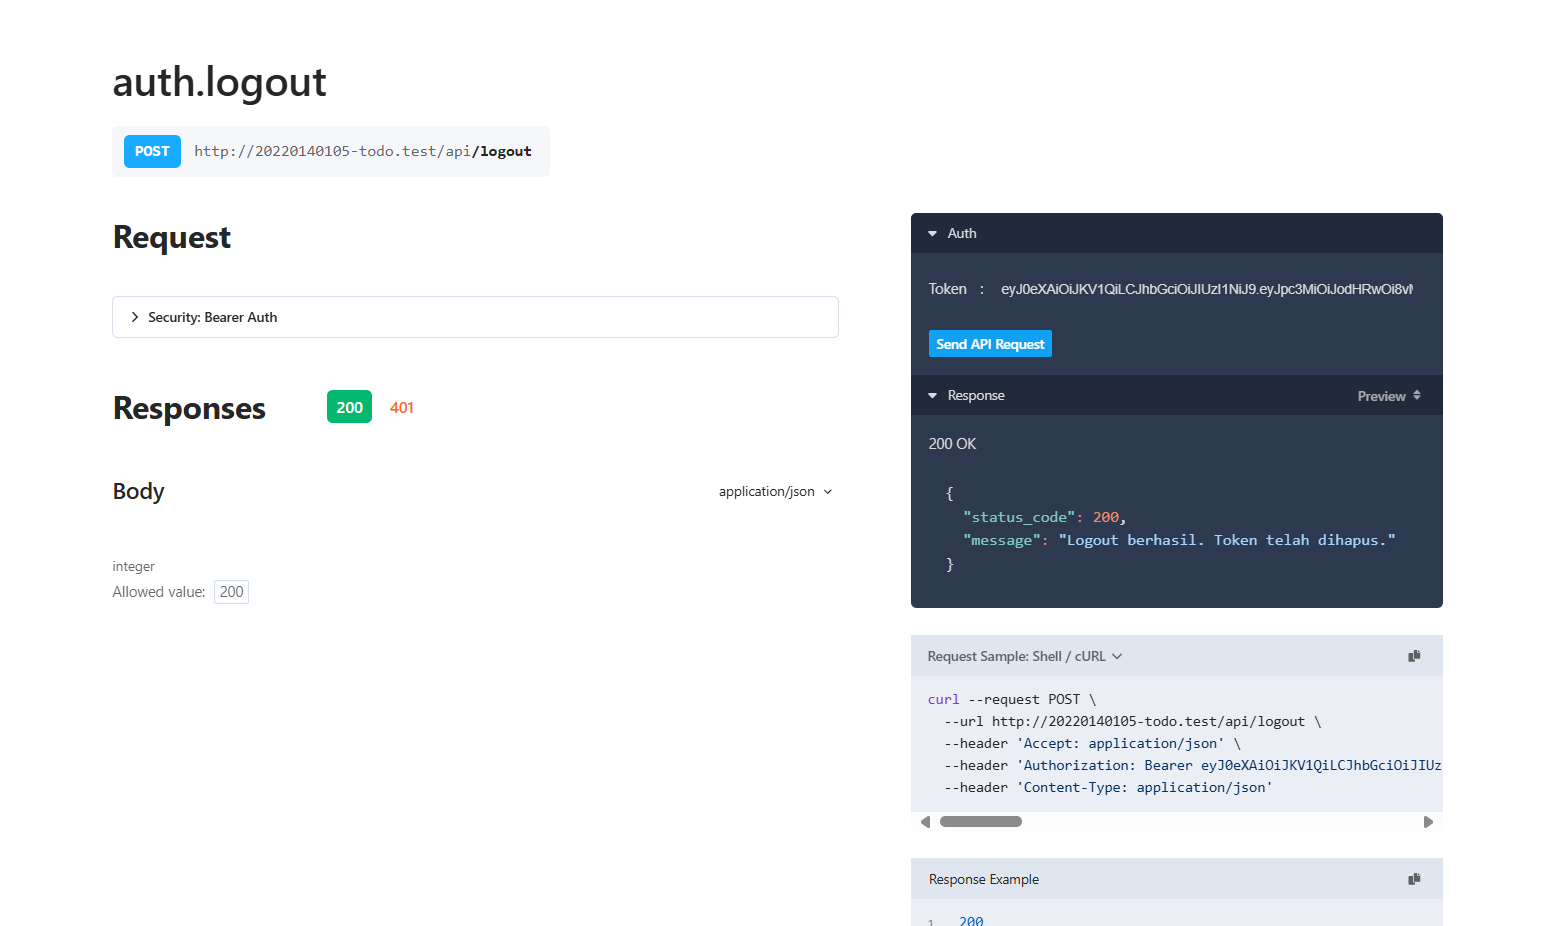 auth.logout
POST http://20220140105-todo.test/api/logout
Request
Security: Bearer Auth
Responses 200 401
Body application/json
integer
Allowed value: 200
Auth
Token : eyJ0eXAiOiJKV1QiLCJhbGciOiJIUzI1NiJ9.eyJpc3MiOiJodHRwOi8v
Send API Request
Response Preview
200 OK
{
"status_code": 200,
"message": "Logout berhasil. Token telah dihapus."
}
Request Sample: Shell / cURL
curl --request POST \
--url http://20220140105-todo.test/api/logout \
--header 'Accept: application/json' \
--header 'Authorization: Bearer eyJ0eXAiOiJKV1QiLCJhbGciOiJIUz
--header 'Content-Type: application/json'
Response Example
1 200